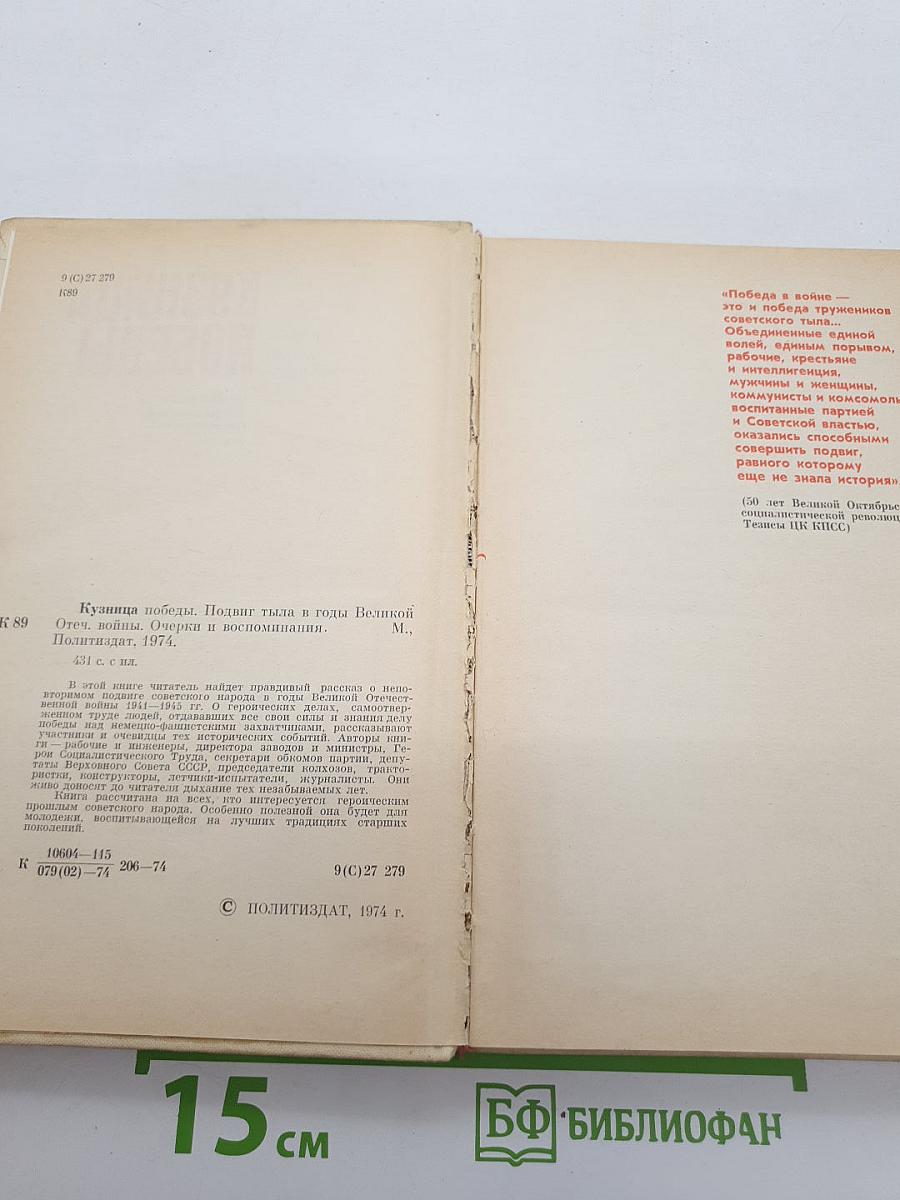 9(С)27 279
К89
Кузница победы. Подвиг тыла в годы Великой
К 89 Отеч. войны. Очерки и воспоминания. М.,
Политиздат, 1974.
431 с. с ил.
В этой книге читатель найдет правдивый рассказ о непо-
вторимом подвиге советского народа в годы Великой Отечест-
венной войны 1941—1945 гг. О героических делах, самоотвер-
женном труде людей, отдававших все свои силы и знания делу
победы над немецко-фашистскими захватчиками, рассказывают
участники и очевидцы тех исторических событий. Авторы кни-
ги — рабочие и инженеры, директора заводов и министры, Ге-
рои Социалистического Труда, секретари обкомов партии, депу-
таты Верховного Совета СССР, председатели колхозов, тракто-
ристки, конструкторы, летчики-испытатели, журналисты. Они
живо доносят до читателя дыхание тех незабываемых лет.
Книга рассчитана на всех, кто интересуется героическим
прошлым советского народа. Особенно полезной она будет для
молодежи, воспитывающейся на лучших традициях старших
поколений.
К 10604—115
079(02)—74 206—74 9(С)27 279
© ПОЛИТИЗДАТ, 1974 г.
«Победа в войне —
это и победа тружеников
советского тыла...
Объединенные единой
волей, единым порывом,
рабочие, крестьяне
и интеллигенция,
мужчины и женщины,
коммунисты и комсомоль
воспитанные партией
и Советской властью,
оказались способными
совершить подвиг,
равного которому
еще не знала история».
(50 лет Великой Октябрьс
социалистической революц
Тезисы ЦК КПСС)
15 см
БФ БИБЛИОФАН